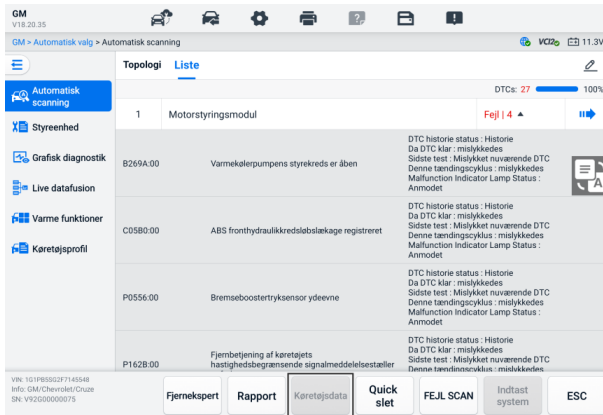 GM
V18.20.35
GM > Automatisk valg > Automatisk scanning
VCI2
11.3V
Topologi Liste
DTCs: 27
100%
Automatisk
scanning
Styreenhed
Grafisk diagnostik
Live datafusion
Varme funktioner
Køretøjsprofil
1 Motorstyringsmodul Fejl | 4 ▲
B269A:00 Varmekølerpumpens styrekreds er åben
DTC historie status : Historie
Da DTC klar : mislykkedes
Sidste test : Mislykket nuværende DTC
Denne tændingscyklus : mislykkedes
Malfunction Indicator Lamp Status :
Anmodet
C05B0:00 ABS fronthydraulikkredsløbslækage registreret
DTC historie status : Historie
Da DTC klar : mislykkedes
Sidste test : Mislykket nuværende DTC
Denne tændingscyklus : mislykkedes
Malfunction Indicator Lamp Status :
Anmodet
P0556:00 Bremseboostertryksensor ydeevne
DTC historie status : Historie
Da DTC klar : mislykkedes
Sidste test : Mislykket nuværende DTC
Denne tændingscyklus : mislykkedes
Malfunction Indicator Lamp Status :
Anmodet
P162B:00
Fjernbetjening af køretøjets
hastighedsbegrænsende signalmeddelelsestæller
DTC historie status : Historie
Da DTC klar : mislykkedes
Sidste test : Mislykket nuværende DTC
Denne tændingscyklus : mislykkedes
A
VIN: 1G1PB5SG2F7145548
Info: GM/Chevrolet/Cruze
SN: V92G00000075
Fjernekspert
Rapport
Køretøjsdata
Quick
slet
FEJL SCAN
Indtast
system
ESC